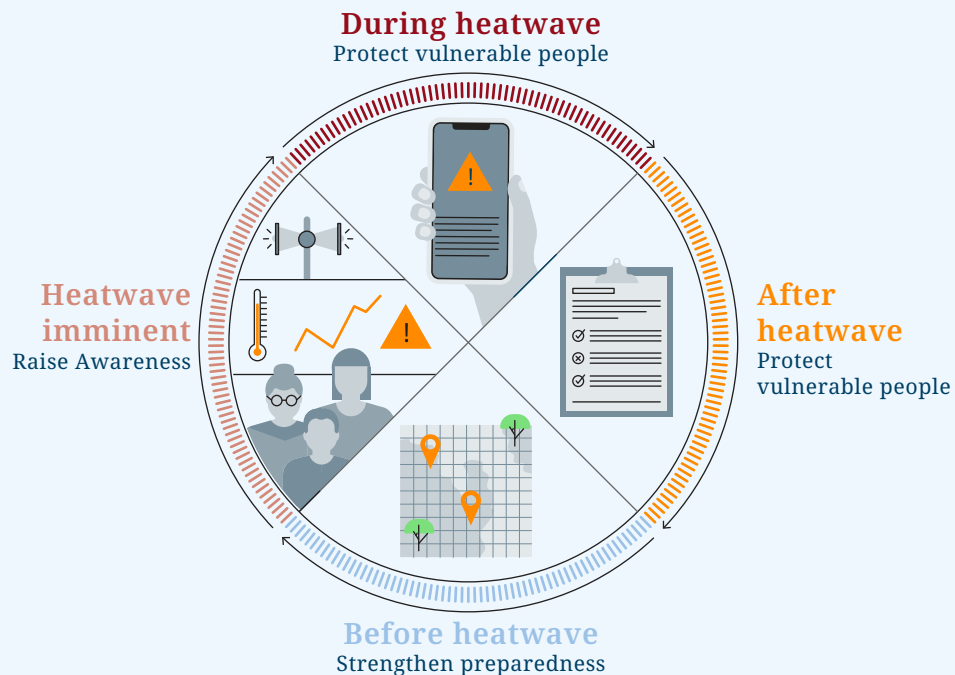 During heatwave
Protect vulnerable people
!
Heatwave
imminent
Raise Awareness
!
After
heatwave
Protect
vulnerable people
Before heatwave
Strengthen preparedness